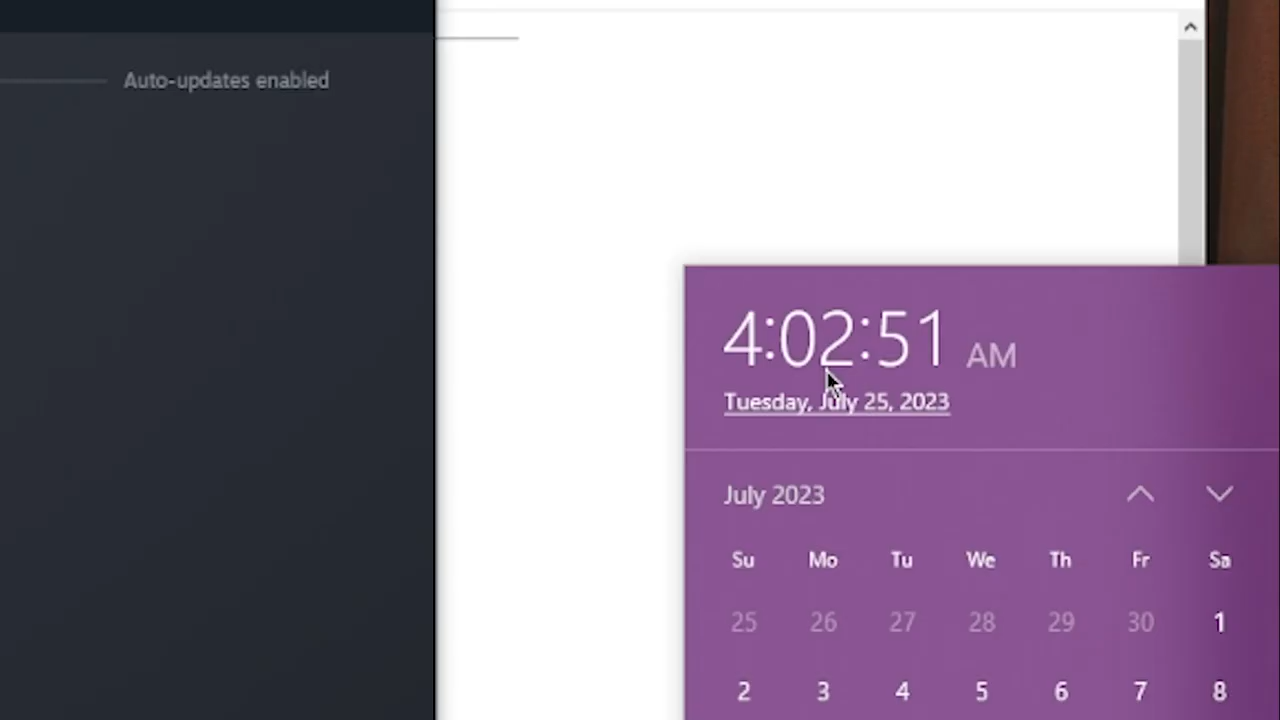 Auto-updates enabled
4:02:51 AM
Tuesday, July 25, 2023
July 2023
Su Mo Tu We Th Fr Sa
25 26 27 28 29 30 1
2 3 4 5 6 7 8